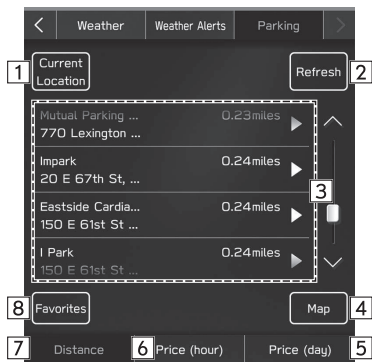 Weather Weather Alerts Parking
1 Current Location Refresh 2
Mutual Parking ... 0.23miles
770 Lexington ...
Impark 0.24miles
20 E 67th St, ...
3
Eastside Cardia... 0.24miles
150 E 61st St ...
I Park 0.24miles
150 E 61st St ...
8 Favorites Map 4
7 Distance 6 Price (hour) Price (day) 5